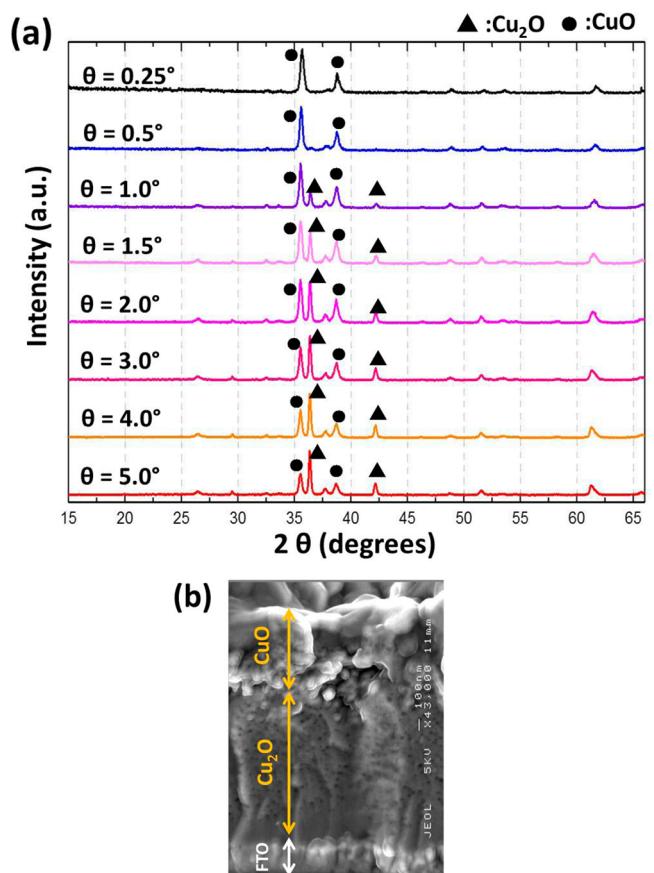 (a)
▲ :Cu₂O ● :CuO
θ = 0.25°
θ = 0.5°
θ = 1.0°
θ = 1.5°
θ = 2.0°
θ = 3.0°
θ = 4.0°
θ = 5.0°
Intensity (a.u.)
15 20 25 30 35 40 45 50 55 60 65
2 θ (degrees)
(b)
CuO
Cu₂O
FTO
JEOL 5KV X43,000 11mm
100nm